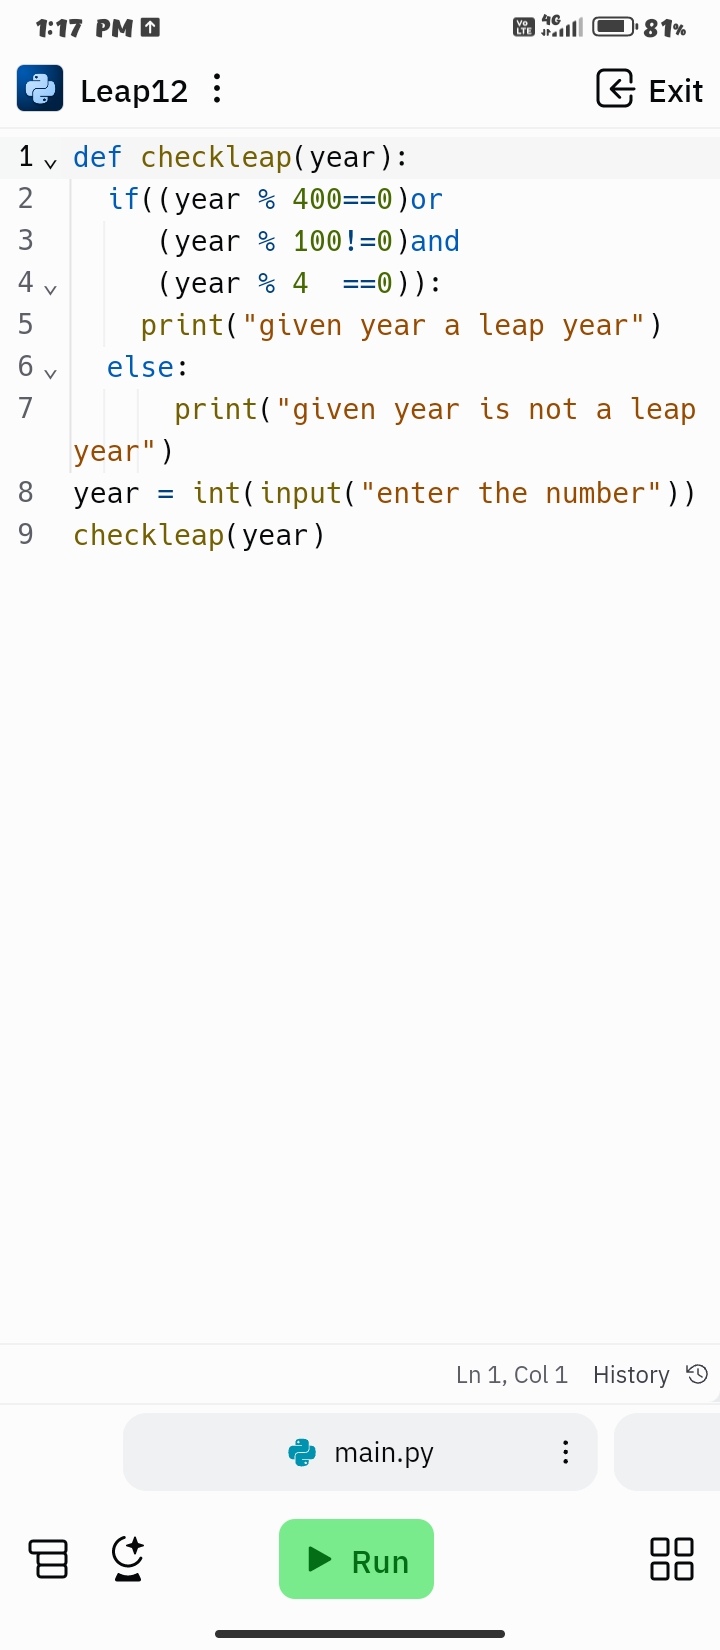 1:17 PM
Vo LTE 4G 81%
Leap12
Exit
1 def checkleap(year):
2   if((year % 400==0)or
3      (year % 100!=0)and
4      (year % 4  ==0)):
5     print("given year a leap year")
6   else:
7       print("given year is not a leap
year")
8 year = int(input("enter the number"))
9 checkleap(year)
Ln 1, Col 1 History
main.py
Run